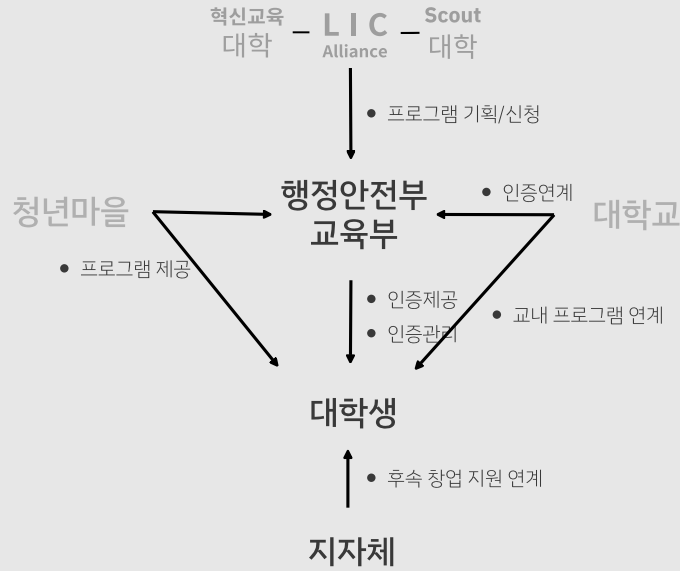 혁신교육
대학
LIC
Alliance
Scout
대학
프로그램 기획/신청
청년마을
행정안전부
교육부
인증연계
대학교
프로그램 제공
인증제공
인증관리
교내 프로그램 연계
대학생
후속 창업 지원 연계
지자체